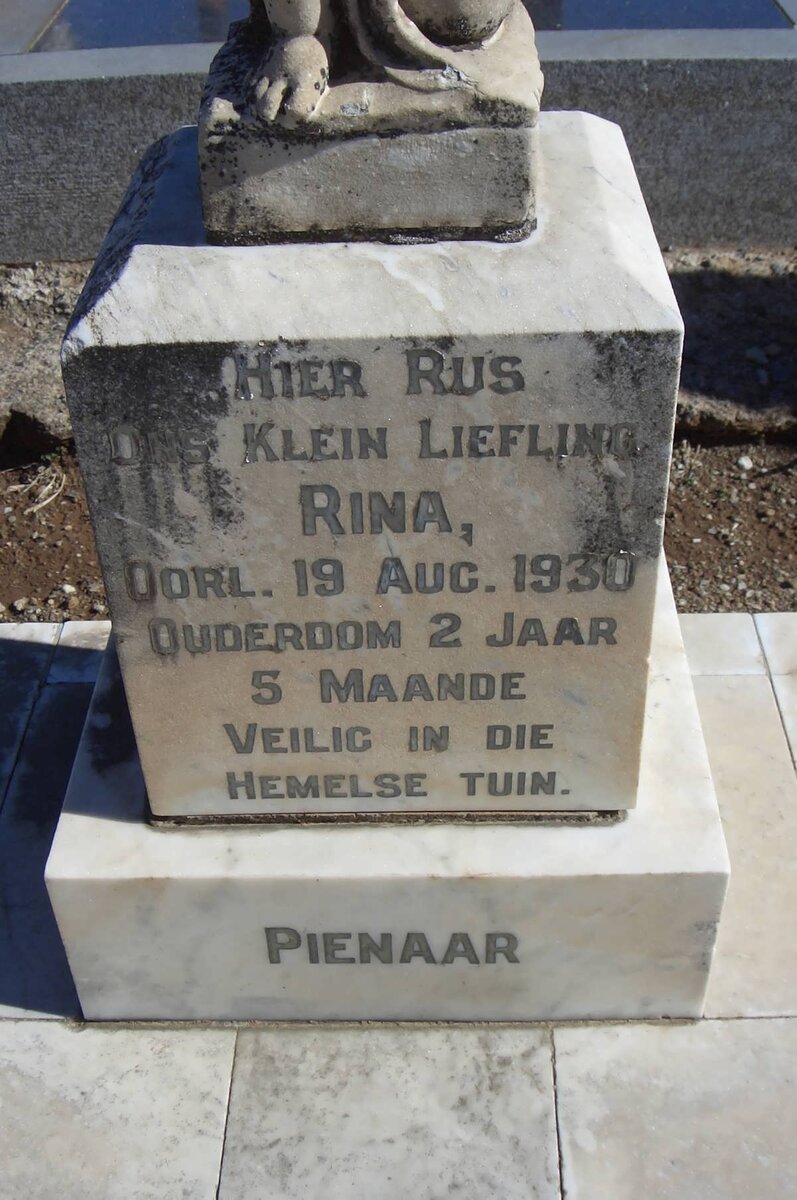 HIER RUS
ONS KLEIN LIEFLING
RINA,
OORL. 19 AUG. 1930
OUDERDOM 2 JAAR
5 MAANDE
VEILIG IN DIE
HEMELSE TUIN.
PIENAAR